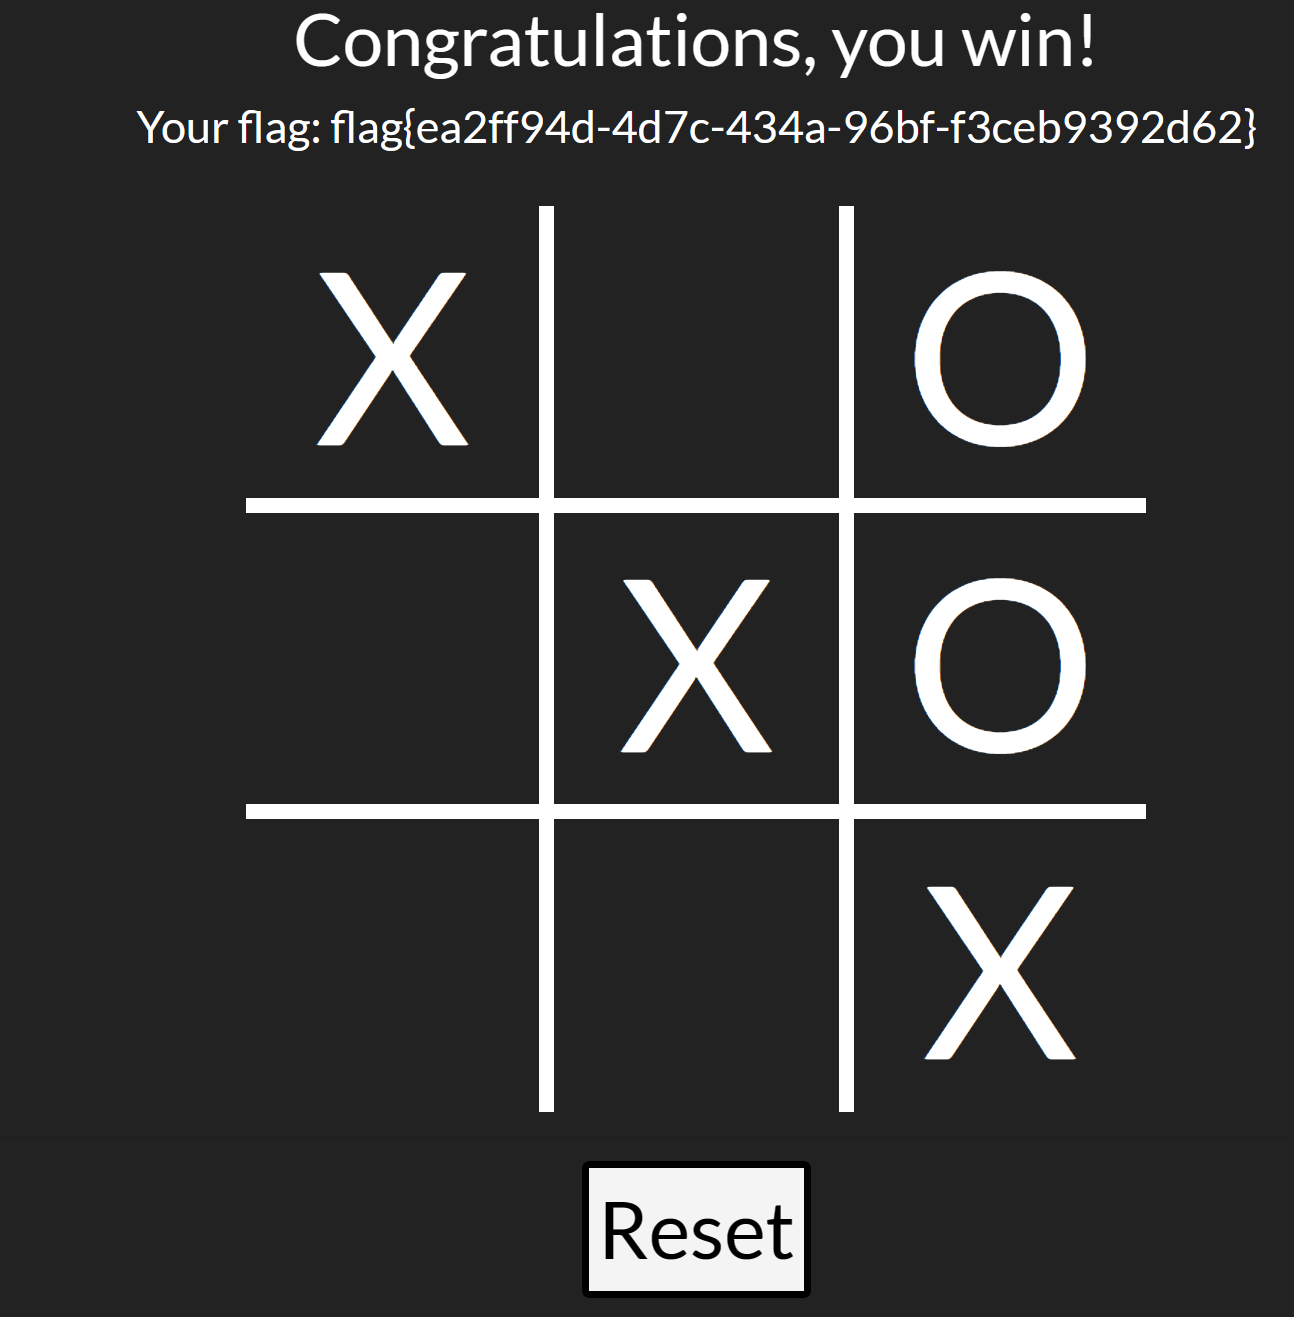 Congratulations, you win!
Your flag: flag{ea2ff94d-4d7c-434a-96bf-f3ceb9392d62}
X O
X O
X
Reset